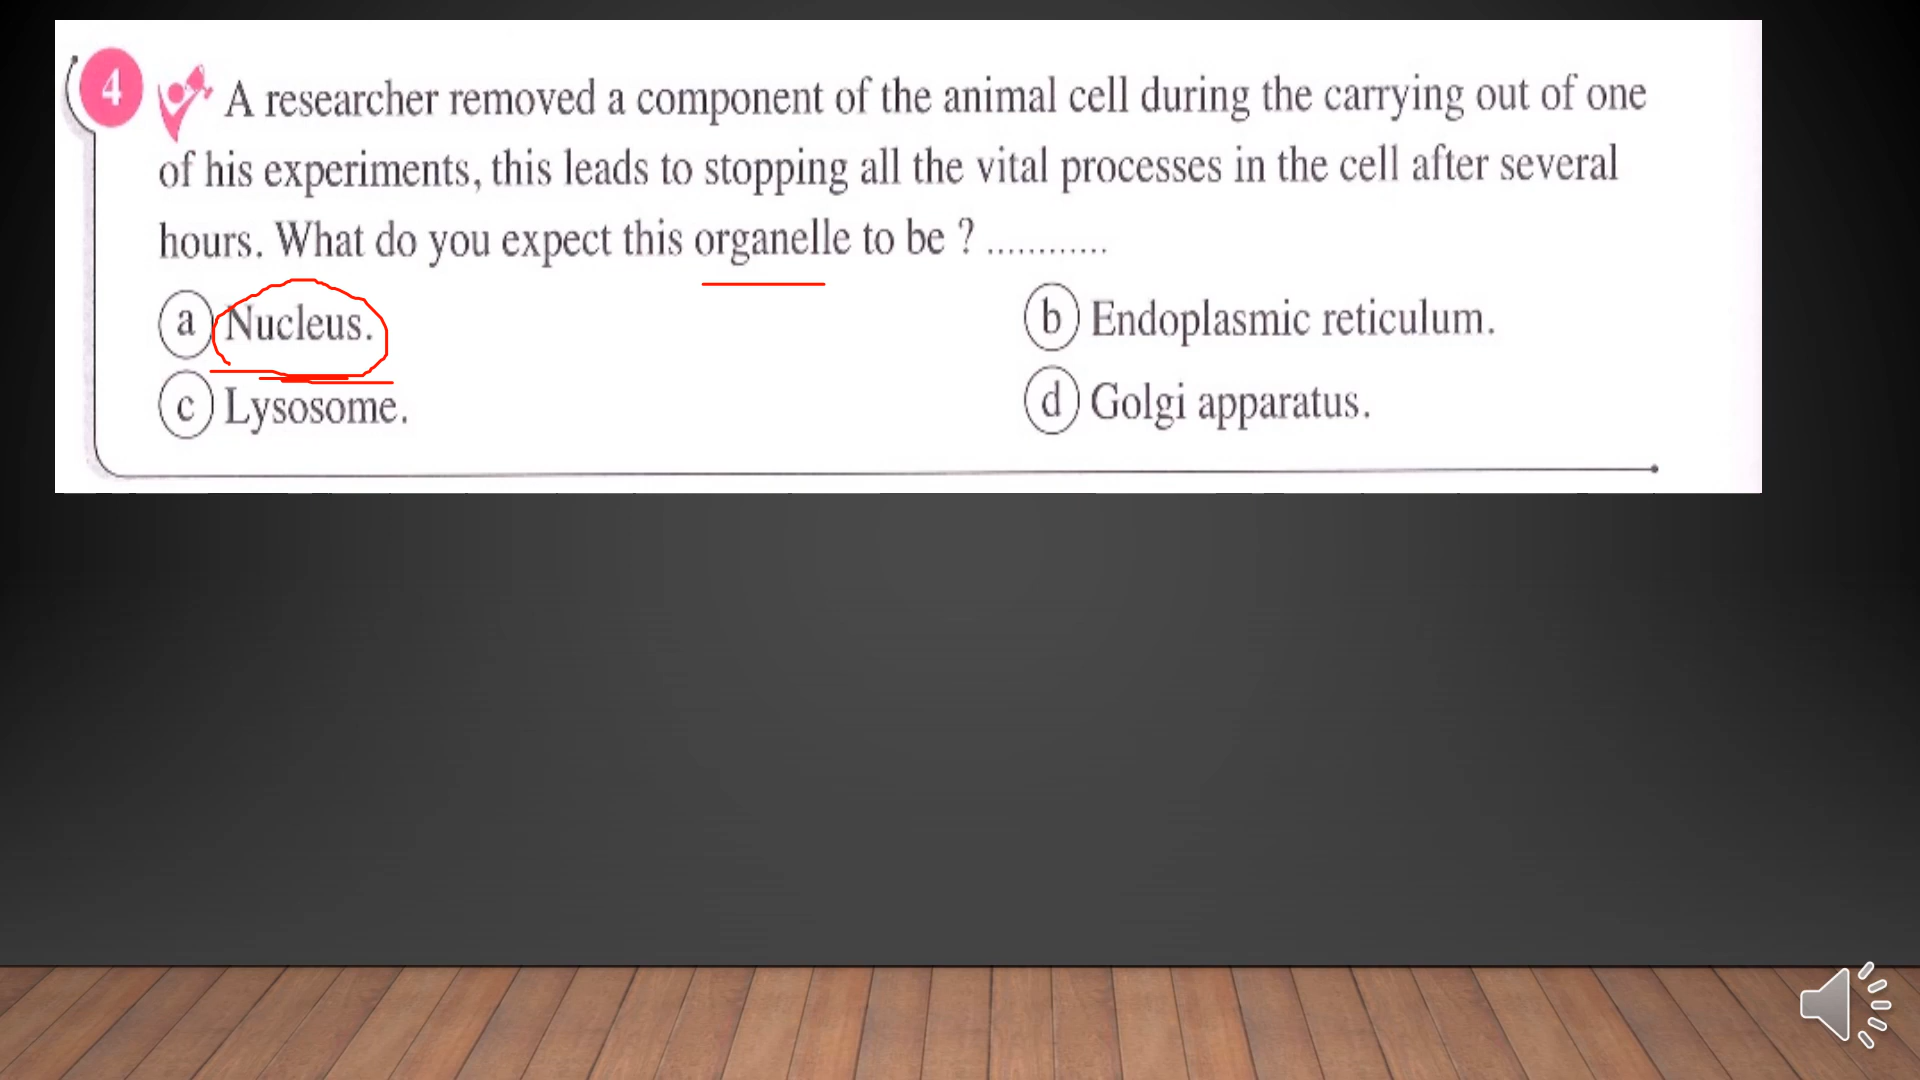 4 A researcher removed a component of the animal cell during the carrying out of one
of his experiments, this leads to stopping all the vital processes in the cell after several
hours. What do you expect this organelle to be ? ............
a Nucleus. b Endoplasmic reticulum.
c Lysosome. d Golgi apparatus.